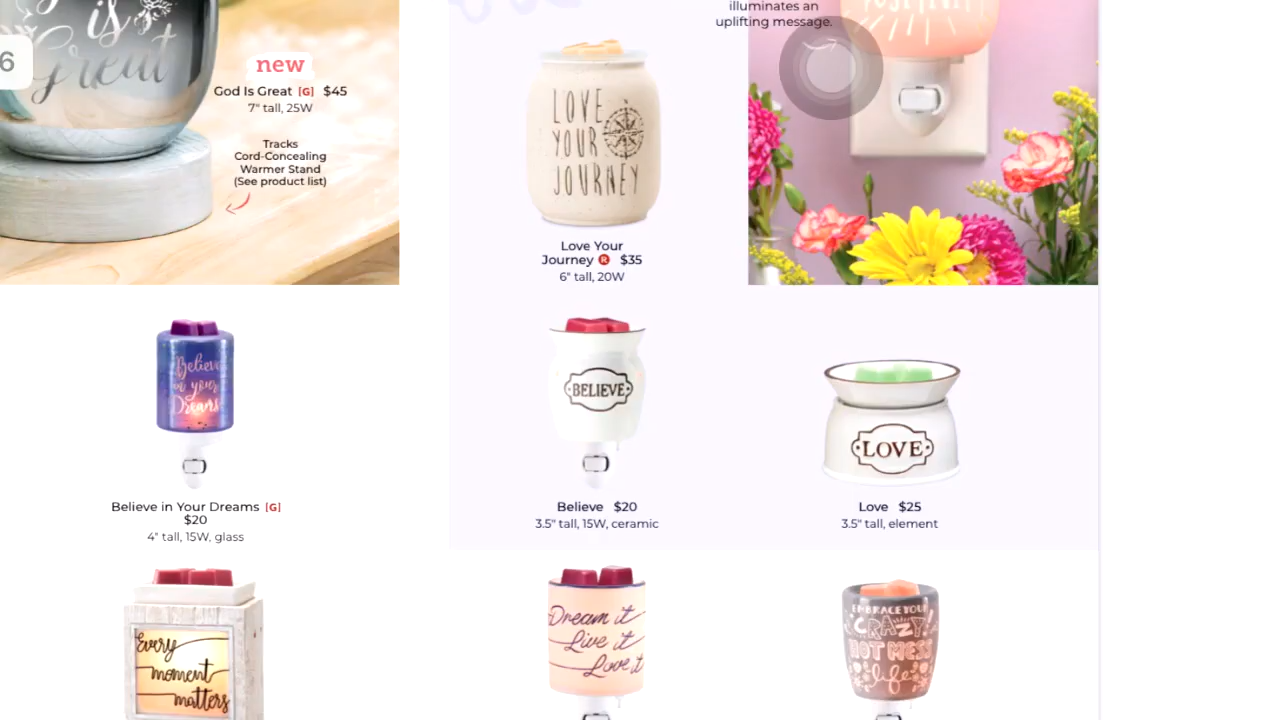 is
Great
6
new
God Is Great [G] $45
7" tall, 25W
Tracks
Cord-Concealing
Warmer Stand
(See product list)
illuminates an
uplifting message.
LOVE
YOUR
JOURNEY
Love Your
Journey R $35
6" tall, 20W
Believe
in your
Dreams
Believe in Your Dreams [G]
$20
4" tall, 15W, glass
BELIEVE
Believe $20
3.5" tall, 15W, ceramic
LOVE
Love $25
3.5" tall, element
Every
moment
matters
Dream it
Live it
Love it
EMBRACE YOUR
CRAZY
HOT MESS
life